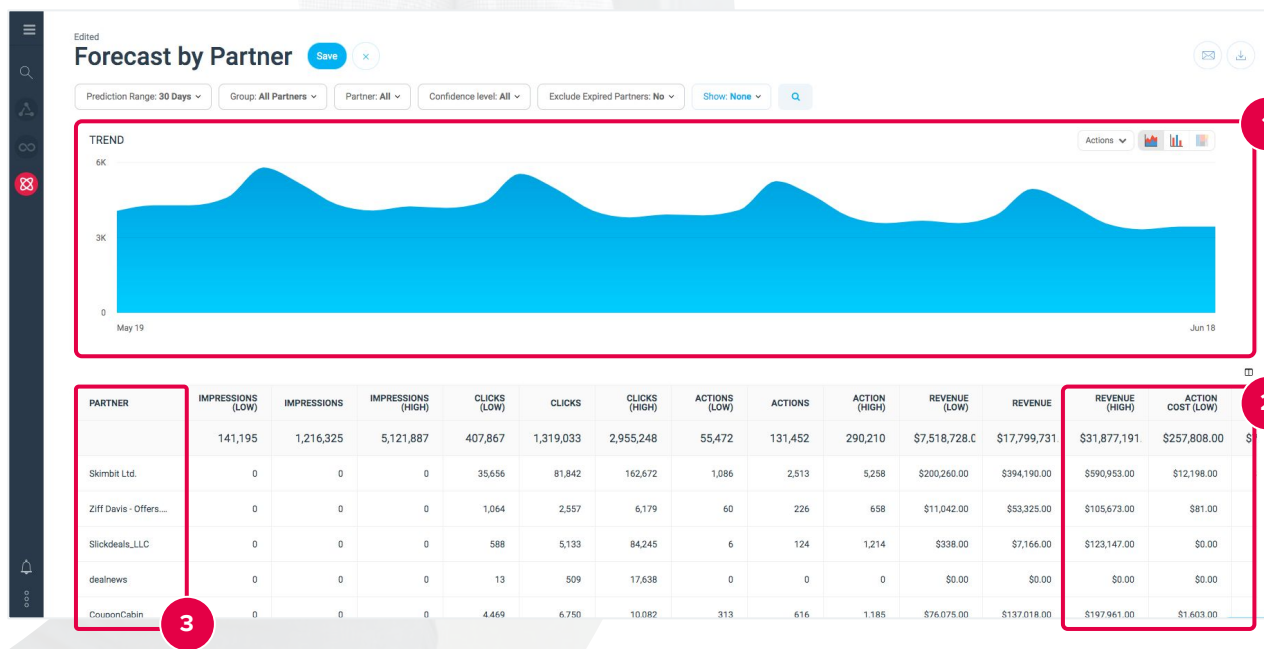 Edited
Forecast by Partner Save ×
Prediction Range: 30 Days Group: All Partners Partner: All Confidence level: All Exclude Expired Partners: No Show: None
TREND Actions
6K
3K
0
May 19 Jun 18
PARTNER IMPRESSIONS (LOW) IMPRESSIONS IMPRESSIONS (HIGH) CLICKS (LOW) CLICKS CLICKS (HIGH) ACTIONS (LOW) ACTIONS ACTION (HIGH) REVENUE (LOW) REVENUE REVENUE (HIGH) ACTION COST (LOW)
141,195 1,216,325 5,121,887 407,867 1,319,033 2,955,248 55,472 131,452 290,210 $7,518,728.0 $17,799,731. $31,877,191. $257,808.00
Skimbit Ltd. 0 0 0 35,656 81,842 162,672 1,086 2,513 5,258 $200,260.00 $394,190.00 $590,953.00 $12,198.00
Ziff Davis - Offers.... 0 0 0 1,064 2,557 6,179 60 226 658 $11,042.00 $53,325.00 $105,673.00 $81.00
Slickdeals_LLC 0 0 0 588 5,133 84,245 6 124 1,214 $338.00 $7,166.00 $123,147.00 $0.00
dealnews 0 0 0 13 509 17,638 0 0 0 $0.00 $0.00 $0.00 $0.00
CouponCabin 0 0 0 4,469 6,750 10,082 313 616 1,185 $76,075.00 $137,018.00 $197,961.00 $1,603.00
3